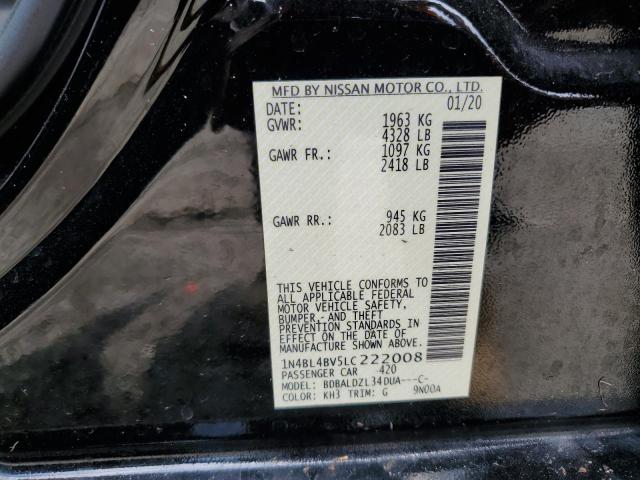 MFD BY NISSAN MOTOR CO., LTD.
DATE: 01/20
GVWR: 1963 KG
4328 LB
GAWR FR.: 1097 KG
2418 LB
GAWR RR.: 945 KG
2083 LB
THIS VEHICLE CONFORMS TO
ALL APPLICABLE FEDERAL
MOTOR VEHICLE SAFETY,
BUMPER,- AND THEFT
PREVENTION STANDARDS IN
EFFECT ON THE DATE OF
MANUFACTURE SHOWN ABOVE.
1N4BL4BV5LC222008
PASSENGER CAR 420
MODEL: BDBALDZL34DUA---C-
COLOR: KH3 TRIM: G 9N00A